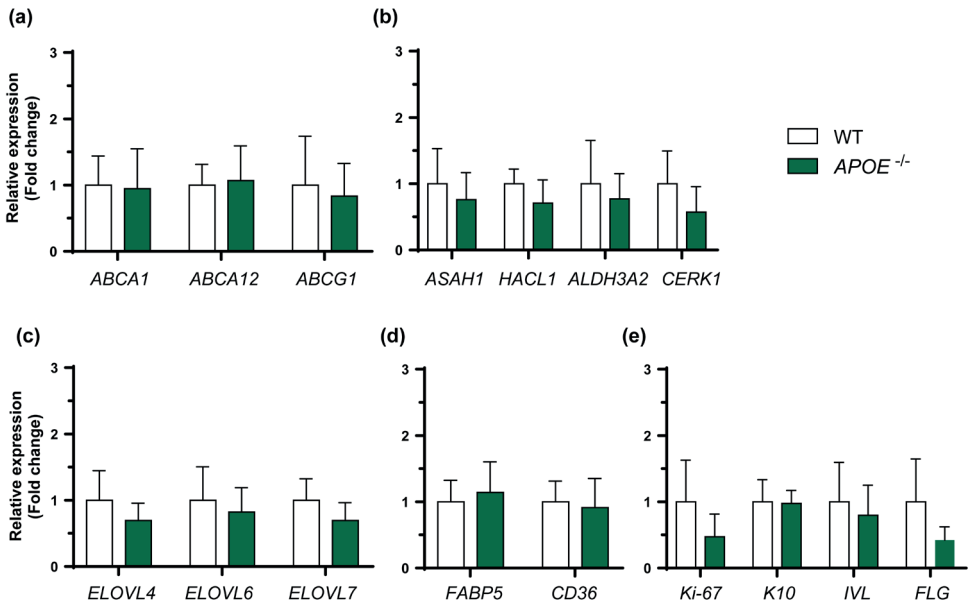 (a)
Relative expression
(Fold change)
3
2
1
0
ABCA1 ABCA12 ABCG1
(b)
3
2
1
0
ASAH1 HACL1 ALDH3A2 CERK1
WT
APOE -/-
(c)
Relative expression
(Fold change)
3
2
1
0
ELOVL4 ELOVL6 ELOVL7
(d)
3
2
1
0
FABP5 CD36
(e)
3
2
1
0
Ki-67 K10 IVL FLG